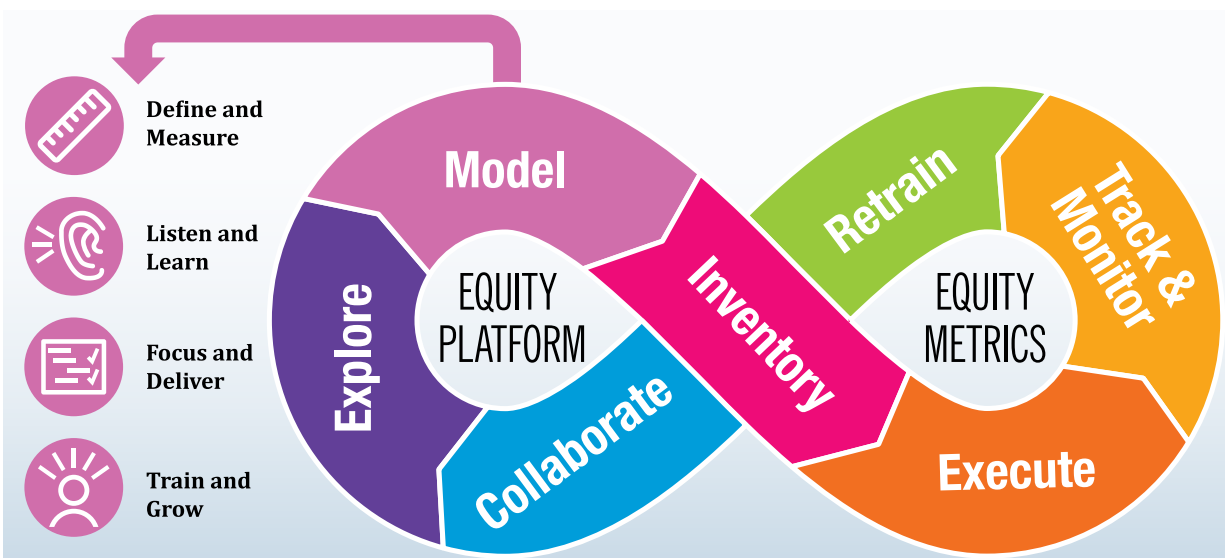 Define and
Measure
Listen and
Learn
Focus and
Deliver
Train and
Grow
Model
Explore
EQUITY
PLATFORM
Collaborate
Inventory
Retrain
Track &
Monitor
EQUITY
METRICS
Execute